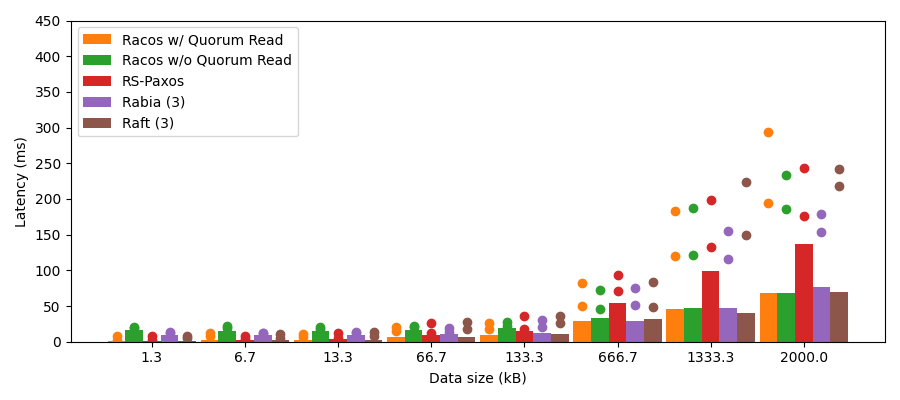 450
400
350
300
250
200
150
100
50
0
Latency (ms)
Racos w/ Quorum Read
Racos w/o Quorum Read
RS-Paxos
Rabia (3)
Raft (3)
1.3 6.7 13.3 66.7 133.3 666.7 1333.3 2000.0
Data size (kB)